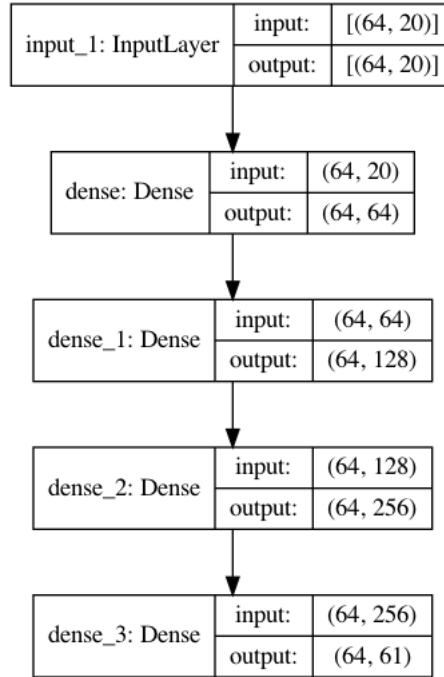 input_1: InputLayer
input: [(64, 20)]
output: [(64, 20)]
dense: Dense
input: (64, 20)
output: (64, 64)
dense_1: Dense
input: (64, 64)
output: (64, 128)
dense_2: Dense
input: (64, 128)
output: (64, 256)
dense_3: Dense
input: (64, 256)
output: (64, 61)